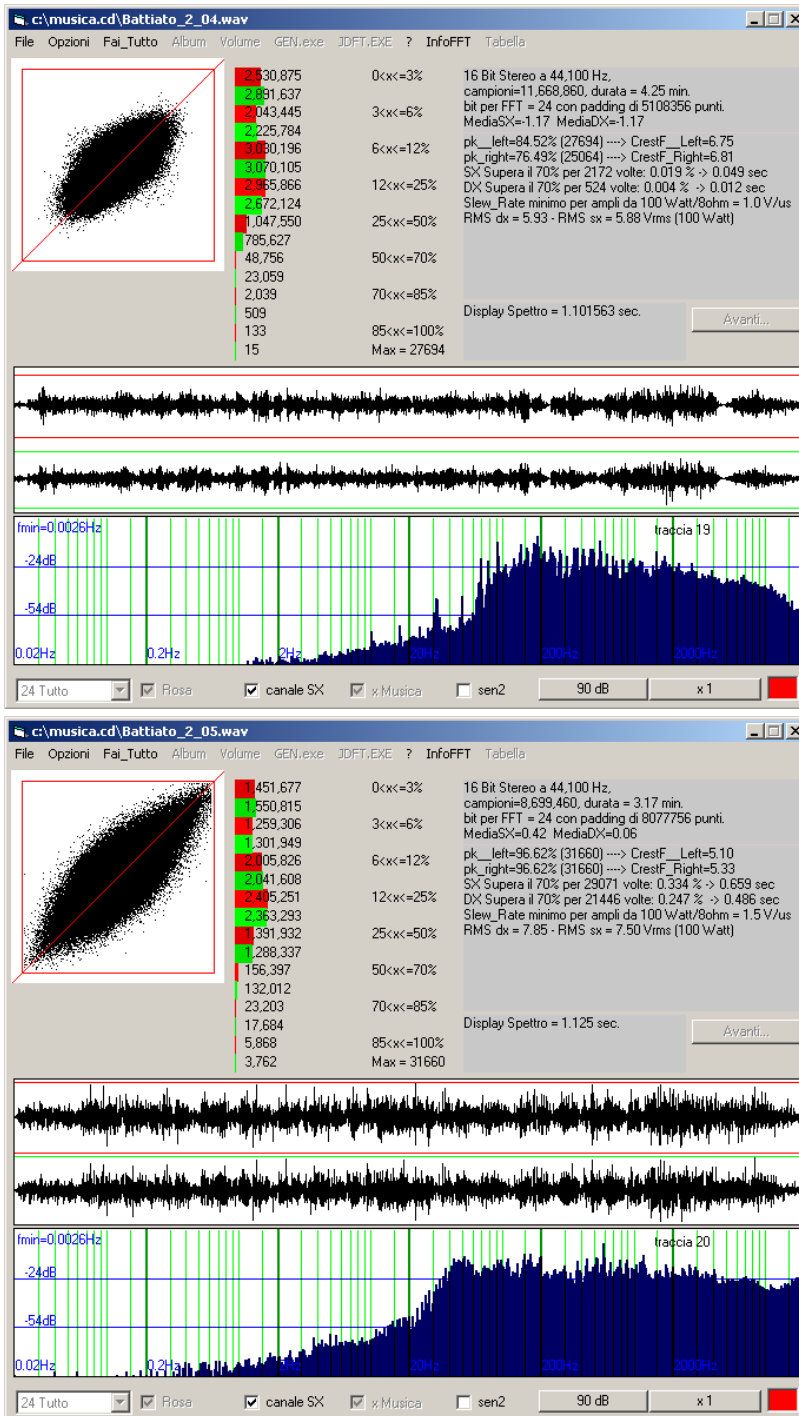 c:\musica.cd\Battiato_2_04.wav
File Opzioni Fai_Tutto Album Volume GEN.exe JDFT.EXE ? InfoFFT Tabella
2,530,875 0<x<=3%
2,891,637
2,043,445 3<x<=6%
2,225,784
3,030,196 6<x<=12%
3,070,105
2,965,866 12<x<=25%
2,672,124
1,047,550 25<x<=50%
785,627
48,756 50<x<=70%
23,059
2,039 70<x<=85%
509
133 85<x<=100%
15 Max = 27694
16 Bit Stereo a 44,100 Hz,
campioni=11,668,860, durata = 4.25 min.
bit per FFT = 24 con padding di 5108356 punti.
MediaSX=-1.17 MediaDX=-1.17
pk__left=84.52% (27694) ----> CrestF__Left=6.75
pk_right=76.49% (25064) ----> CrestF_Right=6.81
SX Supera il 70% per 2172 volte: 0.019 % -> 0.049 sec
DX Supera il 70% per 524 volte: 0.004 % -> 0.012 sec
Slew_Rate minimo per ampli da 100 Watt/8ohm = 1.0 V/us
RMS dx = 5.93 - RMS sx = 5.88 Vrms (100 Watt)
Display Spettro = 1.101563 sec.
Avanti...
fmin=0.0026Hz
traccia 19
-24dB
-54dB
0.02Hz 0.2Hz 2Hz 20Hz 200Hz 2000Hz
24 Tutto Rosa canale SX x Musica sen2 90 dB x 1
c:\musica.cd\Battiato_2_05.wav
File Opzioni Fai_Tutto Album Volume GEN.exe JDFT.EXE ? InfoFFT Tabella
1,451,677 0<x<=3%
1,550,815
1,259,306 3<x<=6%
1,301,949
2,005,826 6<x<=12%
2,041,608
2,405,251 12<x<=25%
2,363,293
1,391,932 25<x<=50%
1,288,337
156,397 50<x<=70%
132,012
23,203 70<x<=85%
17,684
5,868 85<x<=100%
3,762 Max = 31660
16 Bit Stereo a 44,100 Hz,
campioni=8,699,460, durata = 3.17 min.
bit per FFT = 24 con padding di 8077756 punti.
MediaSX=0.42 MediaDX=0.06
pk__left=96.62% (31660) ----> CrestF__Left=5.10
pk_right=96.62% (31660) ----> CrestF_Right=5.33
SX Supera il 70% per 29071 volte: 0.334 % -> 0.659 sec
DX Supera il 70% per 21446 volte: 0.247 % -> 0.486 sec
Slew_Rate minimo per ampli da 100 Watt/8ohm = 1.5 V/us
RMS dx = 7.85 - RMS sx = 7.50 Vrms (100 Watt)
Display Spettro = 1.125 sec.
Avanti...
fmin=0.0026Hz
traccia 20
-24dB
-54dB
0.02Hz 0.2Hz 2Hz 20Hz 200Hz 2000Hz
24 Tutto Rosa canale SX x Musica sen2 90 dB x 1